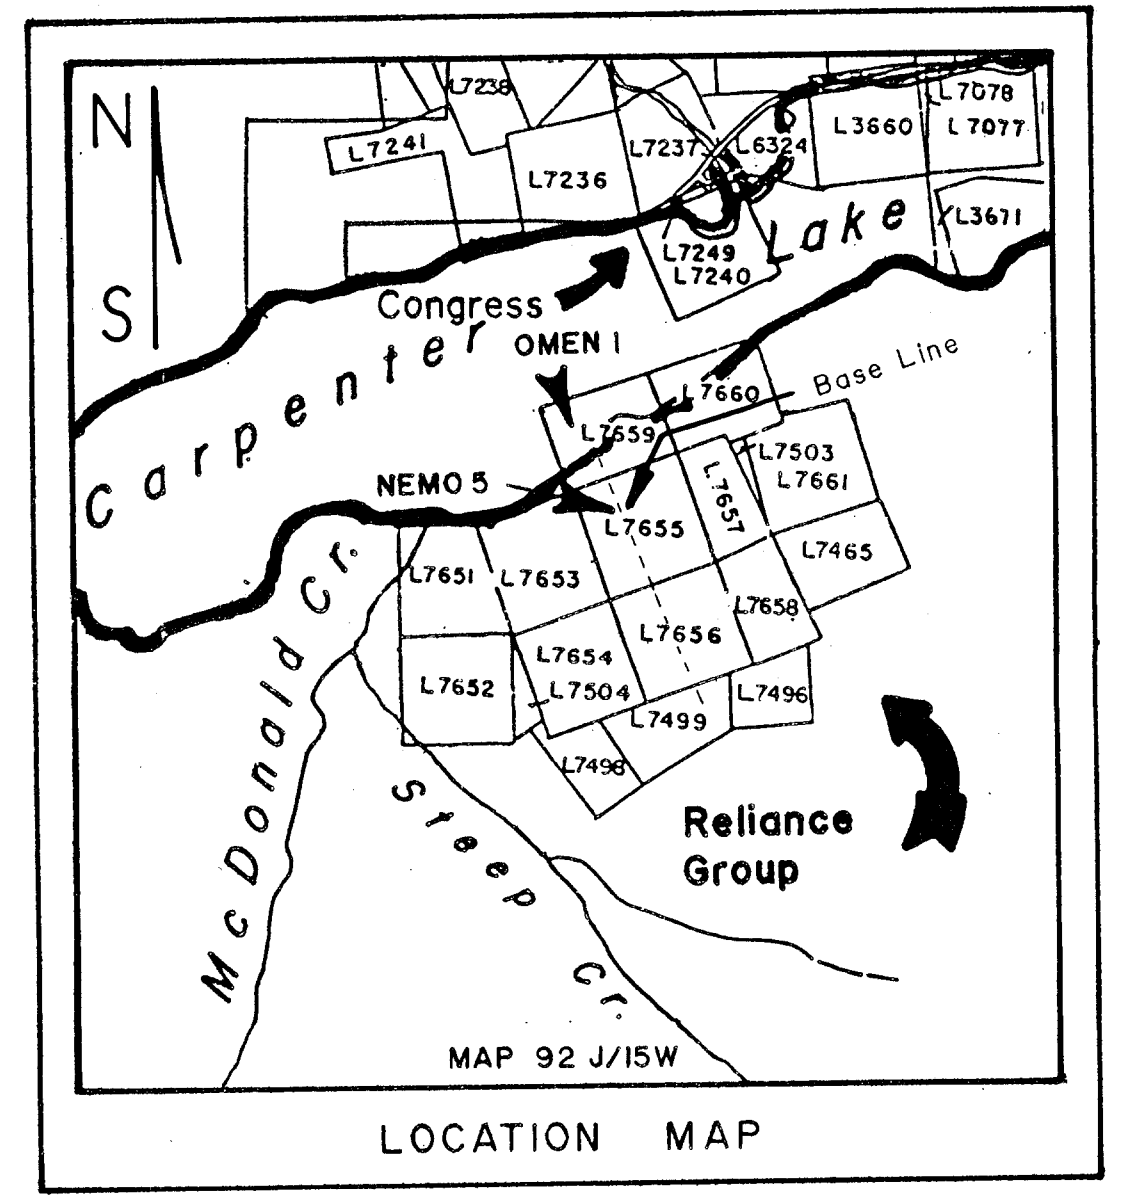 N
S
L7238
L7241
L7236
L7237
L6324
L3660
L7078
L7077
L3671
L7249
L7240
Carpenter Lake
Congress
OMEN 1
L7660
Base Line
L7659
NEMO 5
L7503
L7661
L7657
L7655
L7465
L7651
L7653
L7658
L7656
L7654
L7652
L7504
L7496
L7499
L7498
McDonald Cr.
Steep Cr.
Reliance
Group
MAP 92 J/15W
LOCATION MAP